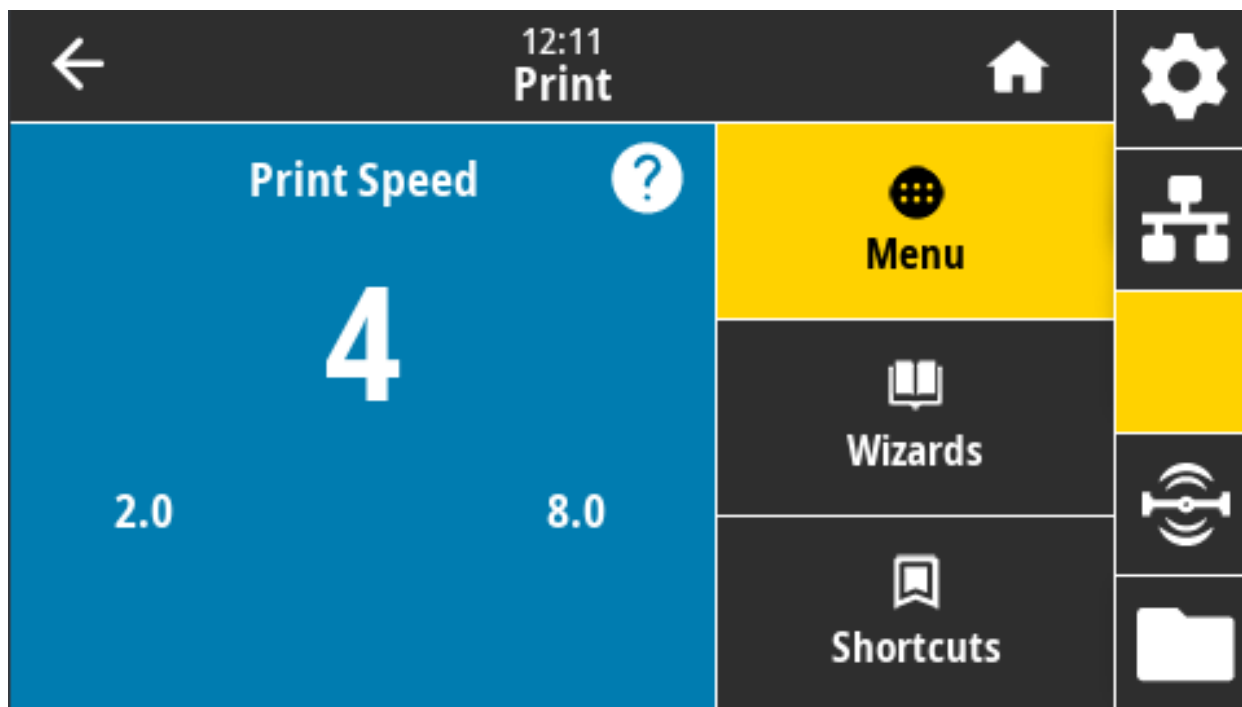 12:11
Print
Print Speed
?
4
2.0
8.0
Menu
Wizards
Shortcuts